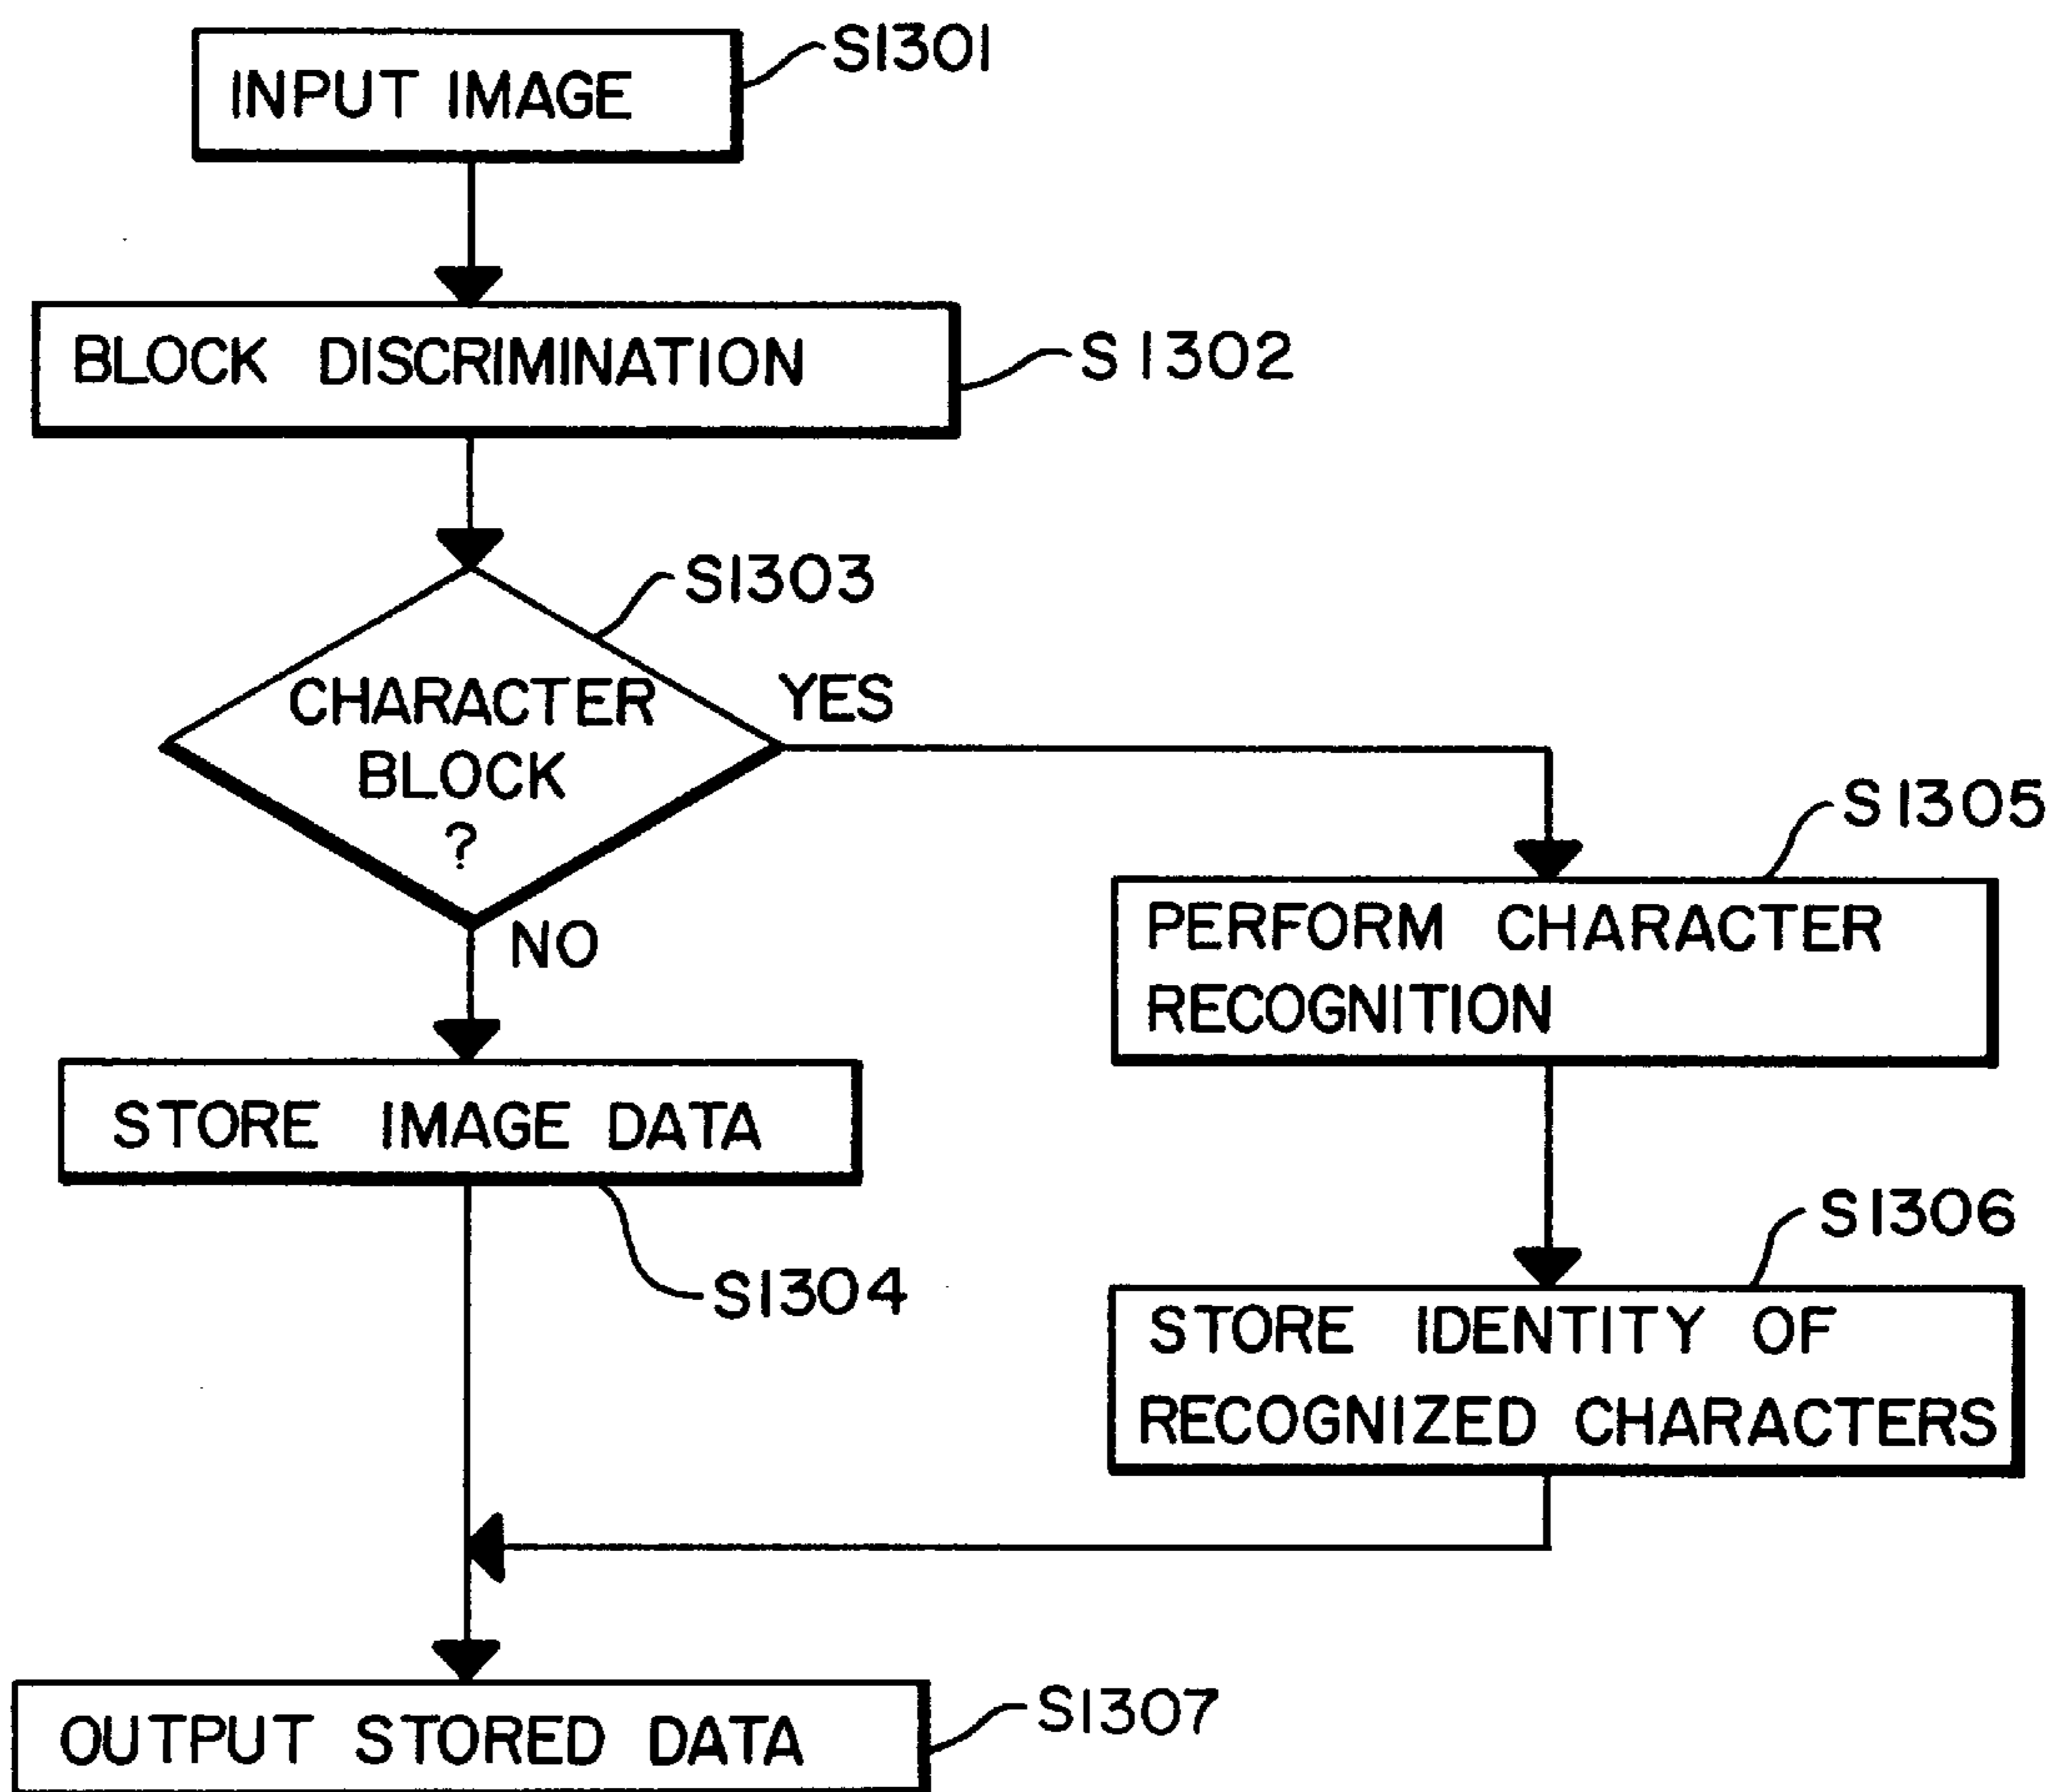 INPUT IMAGE
S1301
BLOCK DISCRIMINATION
S1302
S1303
CHARACTER
BLOCK
?
YES
NO
S1305
PERFORM CHARACTER
RECOGNITION
STORE IMAGE DATA
S1304
S1306
STORE IDENTITY OF
RECOGNIZED CHARACTERS
OUTPUT STORED DATA
S1307